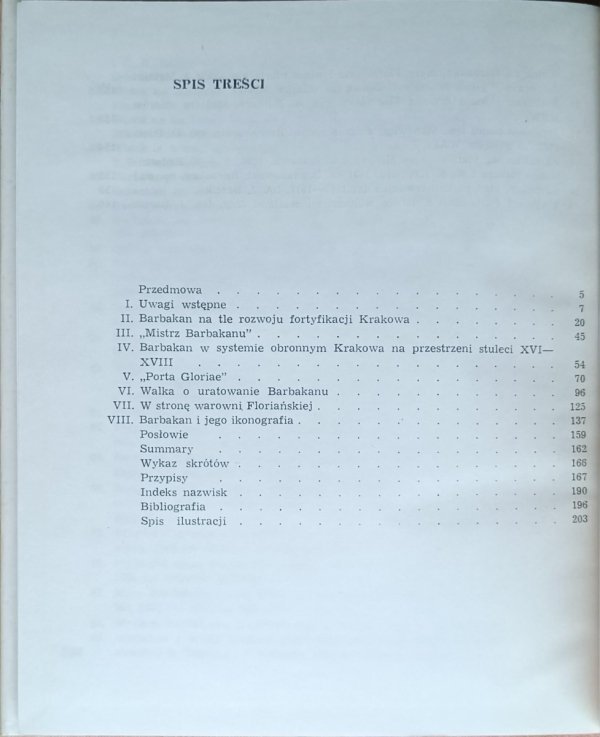 SPIS TREŚCI
Przedmowa . . . . . . . . . . . . . . . . . 5
I. Uwagi wstępne . . . . . . . . . . . . . . . . 7
II. Barbakan na tle rozwoju fortyfikacji Krakowa . . . . . . . 20
III. „Mistrz Barbakanu” . . . . . . . . . . . . . . . 45
IV. Barbakan w systemie obronnym Krakowa na przestrzeni stuleci XVI—
XVIII . . . . . . . . . . . . . . . . . . 54
V. „Porta Gloriae” . . . . . . . . . . . . . . . . 70
VI. Walka o uratowanie Barbakanu . . . . . . . . . . . 96
VII. W stronę warowni Floriańskiej . . . . . . . . . . . . 125
VIII. Barbakan i jego ikonografia . . . . . . . . . . . . . 137
Posłowie . . . . . . . . . . . . . . . . . 159
Summary . . . . . . . . . . . . . . . . . 162
Wykaz skrótów . . . . . . . . . . . . . . . . 166
Przypisy . . . . . . . . . . . . . . . . . 167
Indeks nazwisk . . . . . . . . . . . . . . . . 190
Bibliografia . . . . . . . . . . . . . . . . . 196
Spis ilustracji . . . . . . . . . . . . . . . . 203